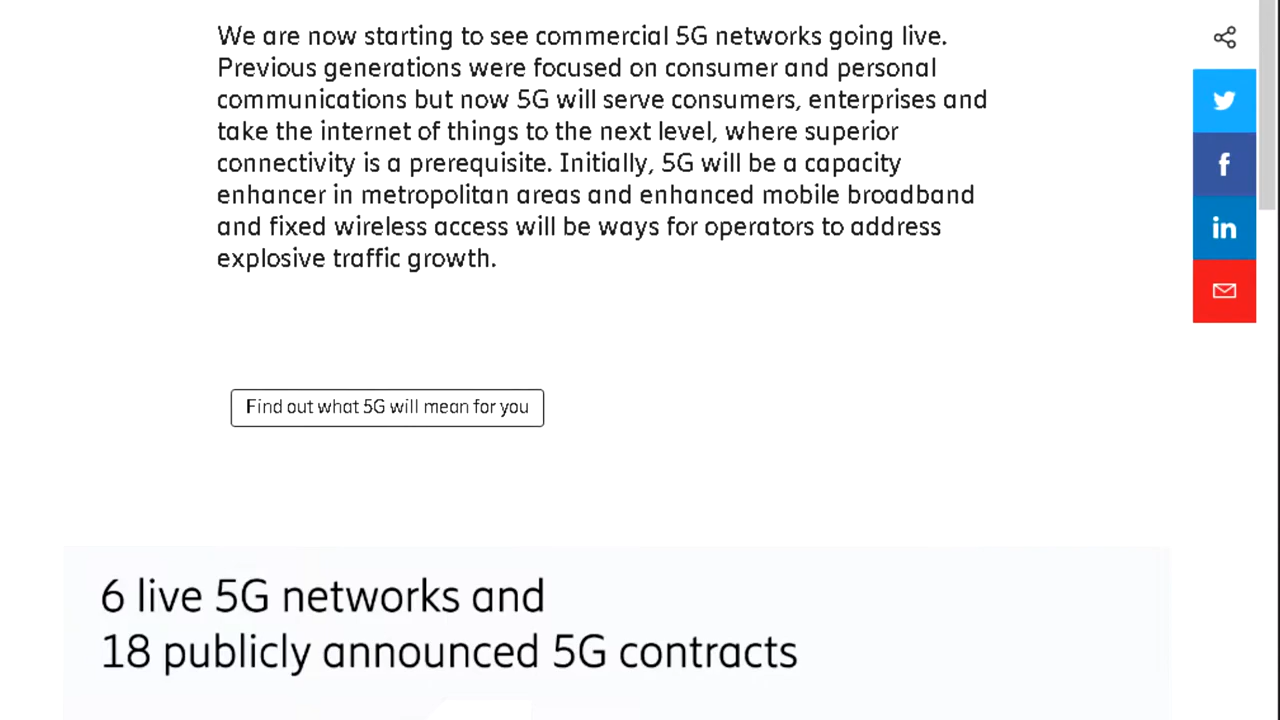 We are now starting to see commercial 5G networks going live.
Previous generations were focused on consumer and personal
communications but now 5G will serve consumers, enterprises and
take the internet of things to the next level, where superior
connectivity is a prerequisite. Initially, 5G will be a capacity
enhancer in metropolitan areas and enhanced mobile broadband
and fixed wireless access will be ways for operators to address
explosive traffic growth.
Find out what 5G will mean for you
6 live 5G networks and
18 publicly announced 5G contracts
f
in